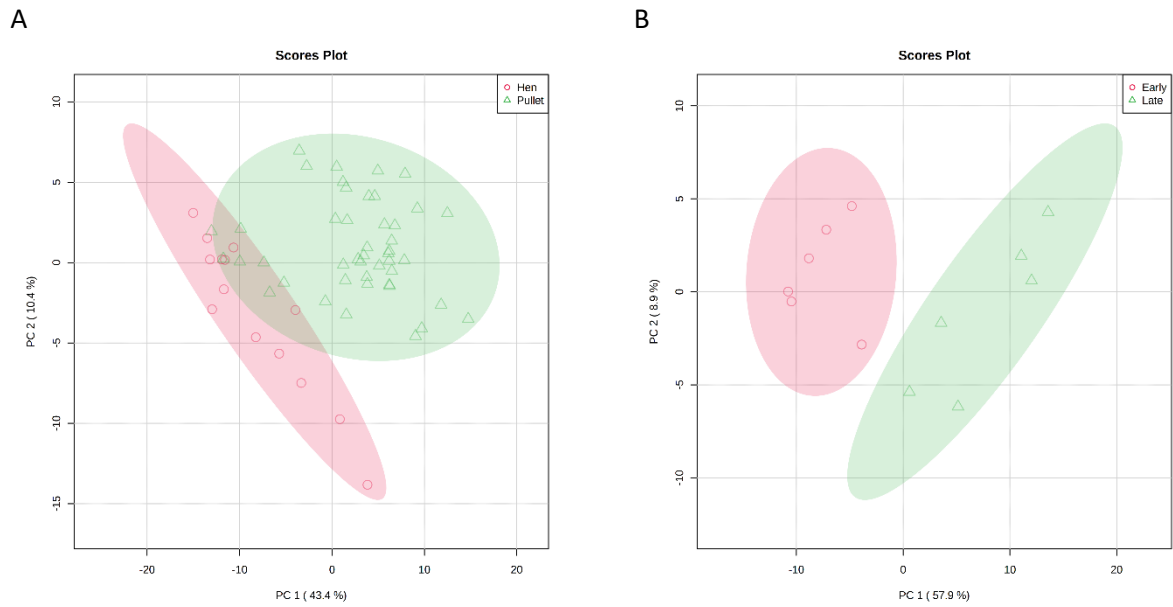 A
Scores Plot
Hen
Pullet
10
5
0
-5
-10
-15
PC 2 ( 10.4 %)
-20
-10
0
10
20
PC 1 ( 43.4 %)
B
Scores Plot
Early
Late
10
5
0
-5
-10
PC 2 ( 8.9 %)
-10
0
10
20
PC 1 ( 57.9 %)